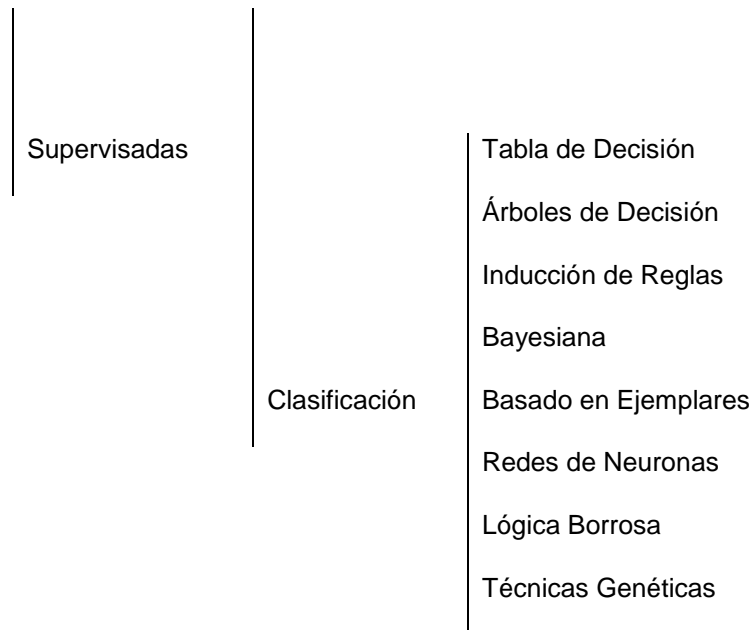 Supervisadas
Tabla de Decisión
Árboles de Decisión
Inducción de Reglas
Bayesiana
Clasificación
Basado en Ejemplares
Redes de Neuronas
Lógica Borrosa
Técnicas Genéticas